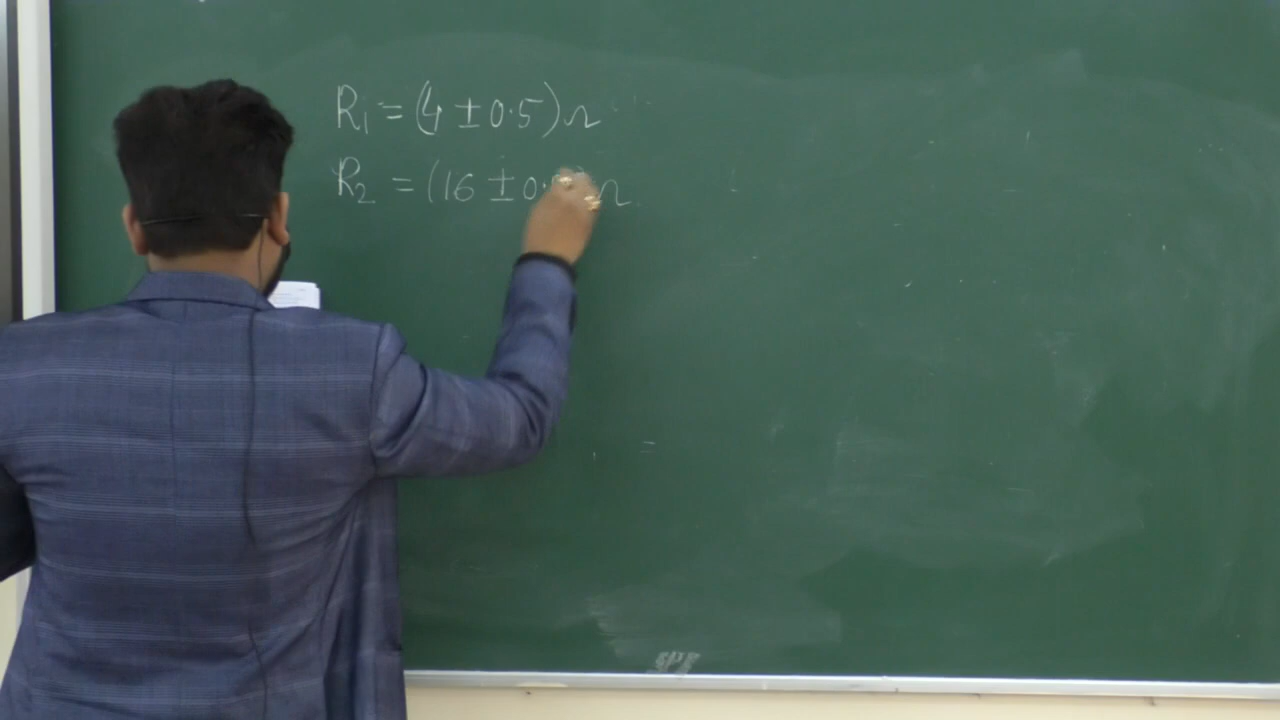 R₁ = (4 ± 0.5) Ω
R₂ = (16 ± 0.